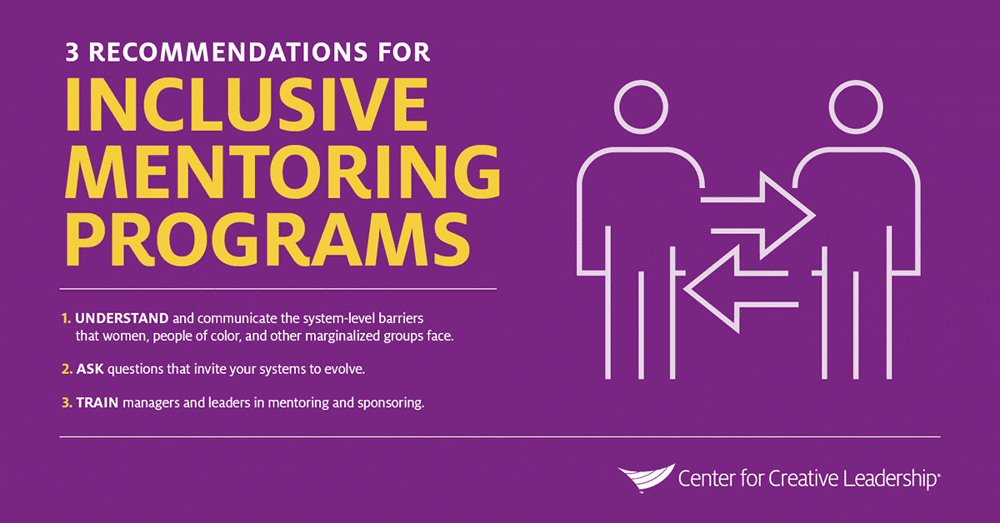 3 RECOMMENDATIONS FOR
INCLUSIVE
MENTORING
PROGRAMS
1. UNDERSTAND and communicate the system-level barriers
that women, people of color, and other marginalized groups face.
2. ASK questions that invite your systems to evolve.
3. TRAIN managers and leaders in mentoring and sponsoring.
Center for Creative Leadership®